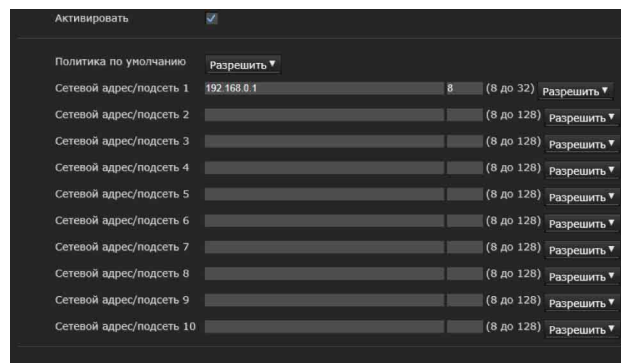 Активировать
Политика по умолчанию Разрешить
Сетевой адрес/подсеть 1 192.168.0.1 8 (8 до 32) Разрешить
Сетевой адрес/подсеть 2 (8 до 128) Разрешить
Сетевой адрес/подсеть 3 (8 до 128) Разрешить
Сетевой адрес/подсеть 4 (8 до 128) Разрешить
Сетевой адрес/подсеть 5 (8 до 128) Разрешить
Сетевой адрес/подсеть 6 (8 до 128) Разрешить
Сетевой адрес/подсеть 7 (8 до 128) Разрешить
Сетевой адрес/подсеть 8 (8 до 128) Разрешить
Сетевой адрес/подсеть 9 (8 до 128) Разрешить
Сетевой адрес/подсеть 10 (8 до 128) Разрешить